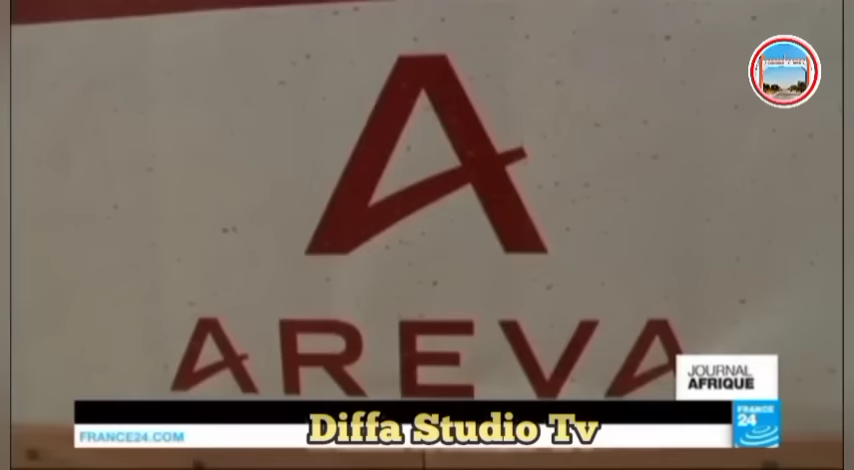 AREVA
JOURNAL
AFRIQUE
FRANCE
24
FRANCE24.COM
Diffa Studio Tv